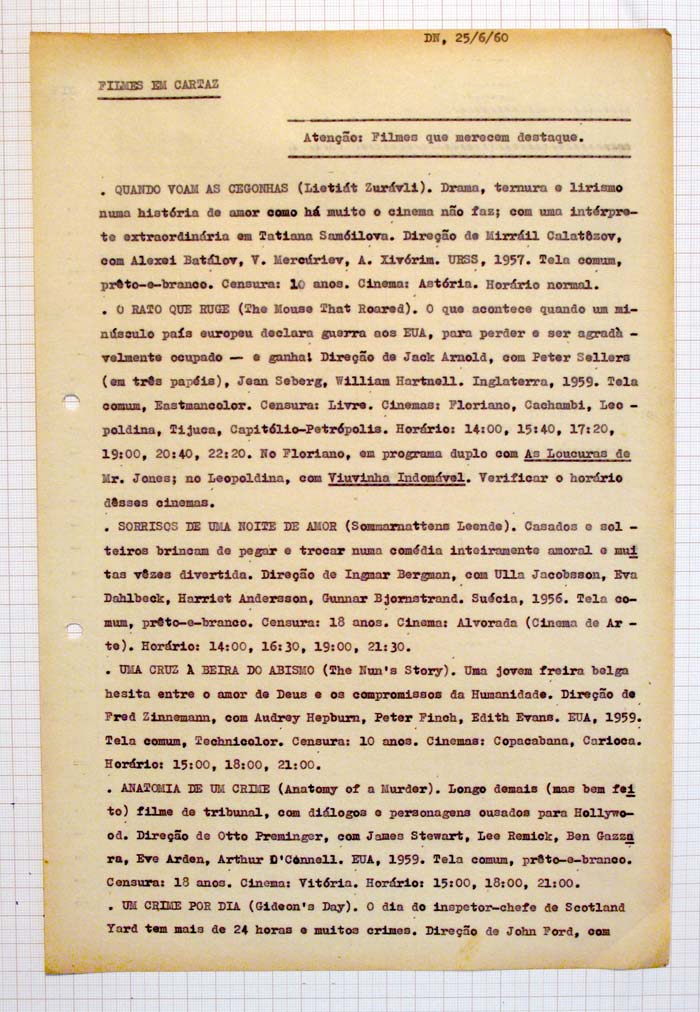 DN, 25/6/60
FILMES EM CARTAZ
Atenção: Filmes que merecem destaque.
. QUANDO VOAM AS CEGONHAS (Lietiát Zurávli). Drama, ternura e lirismo
numa história de amor como há muito o cinema não faz; com uma intérpre-
te extraordinária em Tatiana Samóilova. Direção de Mirráil Calatôzov,
com Alexei Batálov, V. Mercúriev, A. Xivórim. URSS, 1957. Tela comum,
prêto-e-branco. Censura: 10 anos. Cinema: Astória. Horário normal.
. O RATO QUE RUGE (The Mouse That Roared). O que acontece quando um mi-
núsculo país europeu declara guerra aos EUA, para perder e ser agradà -
velmente ocupado — e ganha! Direção de Jack Arnold, com Peter Sellers
(em três papéis), Jean Seberg, William Hartnell. Inglaterra, 1959. Tela
comum, Eastmancolor. Censura: Livre. Cinemas: Floriano, Cachambi, Leo -
poldina, Tijuca, Capitólio-Petrópolis. Horário: 14:00, 15:40, 17:20,
19:00, 20:40, 22:20. No Floriano, em programa duplo com As Loucuras de
Mr. Jones; no Leopoldina, com Viuvinha Indomável. Verificar o horário
dêsses cinemas.
. SORRISOS DE UMA NOITE DE AMOR (Sommarnattens Leende). Casados e sol -
teiros brincam de pegar e trocar numa comédia inteiramente amoral e mui
tas vêzes divertida. Direção de Ingmar Bergman, com Ulla Jacobsson, Eva
Dahlbeck, Harriet Andersson, Gunnar Bjornstrand. Suécia, 1956. Tela co-
mum, prêto-e-branco. Censura: 18 anos. Cinema: Alvorada (Cinema de Ar -
te). Horário: 14:00, 16:30, 19:00, 21:30.
. UMA CRUZ À BEIRA DO ABISMO (The Nun's Story). Uma jovem freira belga
hesita entre o amor de Deus e os compromissos da Humanidade. Direção de
Fred Zinnemann, com Audrey Hepburn, Peter Finch, Edith Evans. EUA, 1959.
Tela comum, Technicolor. Censura: 10 anos. Cinemas: Copacabana, Carioca.
Horário: 15:00, 18:00, 21:00.
. ANATOMIA DE UM CRIME (Anatomy of a Murder). Longo demais (mas bem fei
to) filme de tribunal, com diálogos e personagens ousados para Hollywo-
od. Direção de Otto Preminger, com James Stewart, Lee Remick, Ben Gazza
ra, Eve Arden, Arthur O'Connell. EUA, 1959. Tela comum, prêto-e-branco.
Censura: 18 anos. Cinema: Vitória. Horário: 15:00, 18:00, 21:00.
. UM CRIME POR DIA (Gideon's Day). O dia do inspetor-chefe de Scotland
Yard tem mais de 24 horas e muitos crimes. Direção de John Ford, com